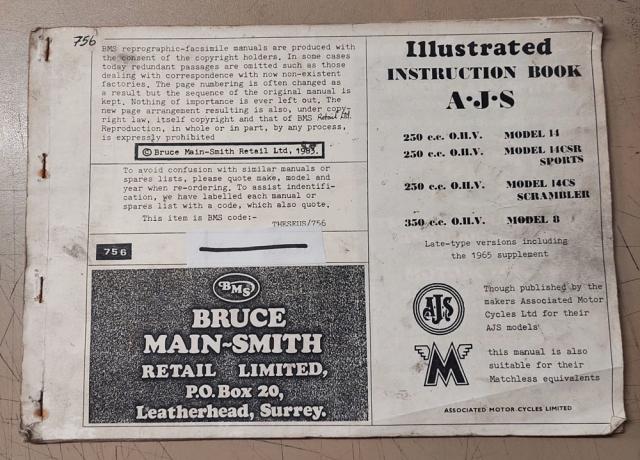 756
BMS reprographic-facsimile manuals are produced with
the consent of the copyright holders. In some cases
today redundant passages are omitted such as those
dealing with correspondence with now non-existent
factories. The page numbering is often changed as
a result but the sequence of the original manual is
kept. Nothing of importance is ever left out. The
new page arrangement resulting is also, under copy-
right law, itself copyright and that of BMS Retail Ltd.
Reproduction, in whole or in part, by any process,
is expressly prohibited
© Bruce Main-Smith Retail Ltd,
To avoid confusion with similar manuals or
spares lists, please quote make, model and
year when re-ordering. To assist indentifi-
cation, we have labelled each manual or
spares list with a code, which also quote.
This item is BMS code:-
THESEUS/756
756
BMS
BRUCE
MAIN~SMITH
RETAIL LIMITED,
P.O. Box 20,
Leatherhead, Surrey.
Illustrated
INSTRUCTION BOOK
A·J·S
250 c.c. O.H.V. MODEL 14
250 c.c. O.H.V. MODEL 14CSR
SPORTS
250 c.c. O.H.V. MODEL 14CS
SCRAMBLER
350 c.c. O.H.V. MODEL 8
Late-type versions including
the 1965 supplement
AJS
Though published by the
makers Associated Motor
Cycles Ltd for their
AJS models
M
this manual is also
suitable for their
Matchless equivalents
ASSOCIATED MOTOR CYCLES LIMITED